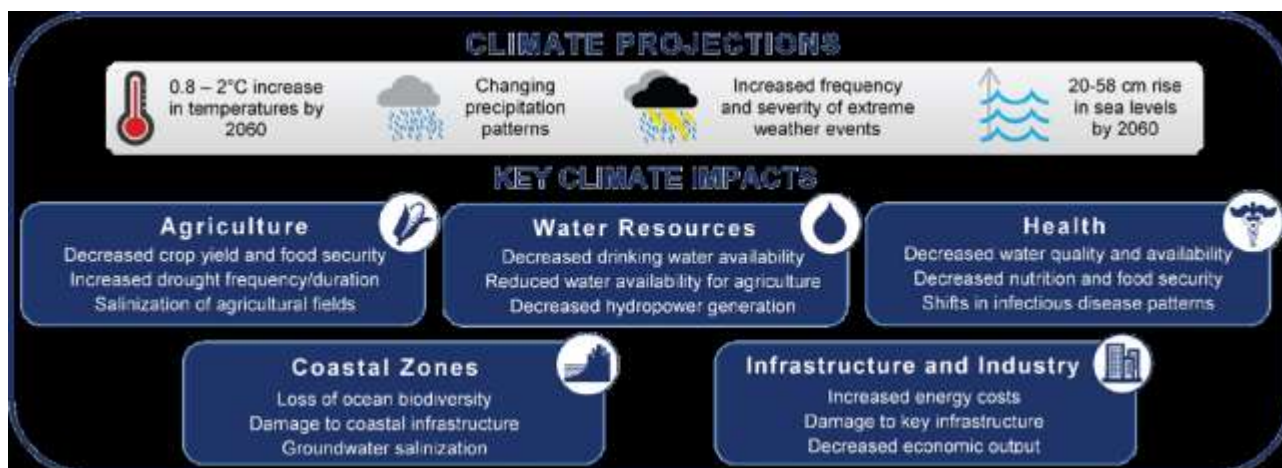 CLIMATE PROJECTIONS
0.8 – 2°C increase
in temperatures by
2060
Changing
precipitation
patterns
Increased frequency
and severity of extreme
weather events
20-58 cm rise
in sea levels
by 2060
KEY CLIMATE IMPACTS
Agriculture
Decreased crop yield and food security
Increased drought frequency/duration
Salinization of agricultural fields
Water Resources
Decreased drinking water availability
Reduced water availability for agriculture
Decreased hydropower generation
Health
Decreased water quality and availability
Decreased nutrition and food security
Shifts in infectious disease patterns
Coastal Zones
Loss of ocean biodiversity
Damage to coastal infrastructure
Groundwater salinization
Infrastructure and Industry
Increased energy costs
Damage to key infrastructure
Decreased economic output